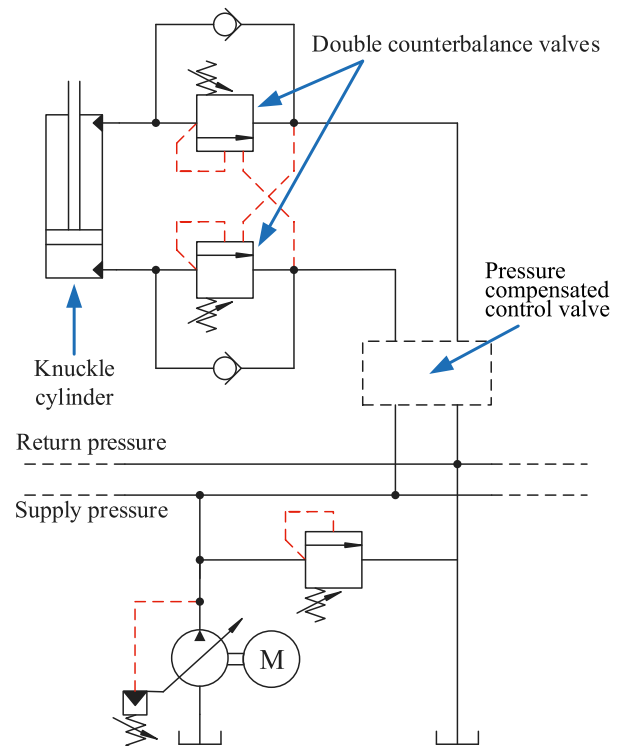 Double counterbalance valves
Pressure
compensated
control valve
Knuckle
cylinder
Return pressure
Supply pressure
M